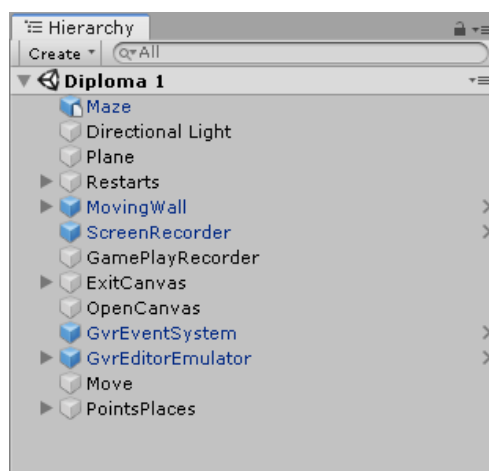 Hierarchy
Create All
Diploma 1
Maze
Directional Light
Plane
Restarts
MovingWall
ScreenRecorder
GamePlayRecorder
ExitCanvas
OpenCanvas
GvrEventSystem
GvrEditorEmulator
Move
PointsPlaces